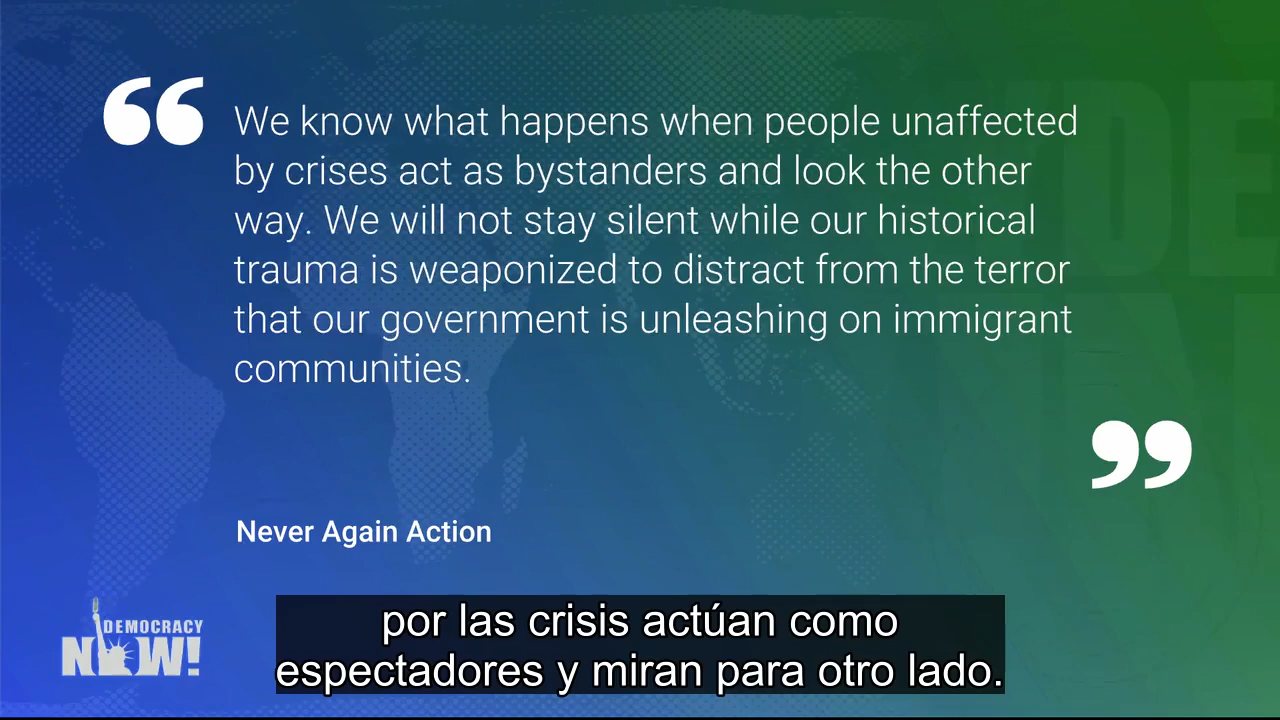 We know what happens when people unaffected
by crises act as bystanders and look the other
way. We will not stay silent while our historical
trauma is weaponized to distract from the terror
that our government is unleashing on immigrant
communities.
Never Again Action
DEMOCRACY
NOW!
por las crisis actúan como
espectadores y miran para otro lado.